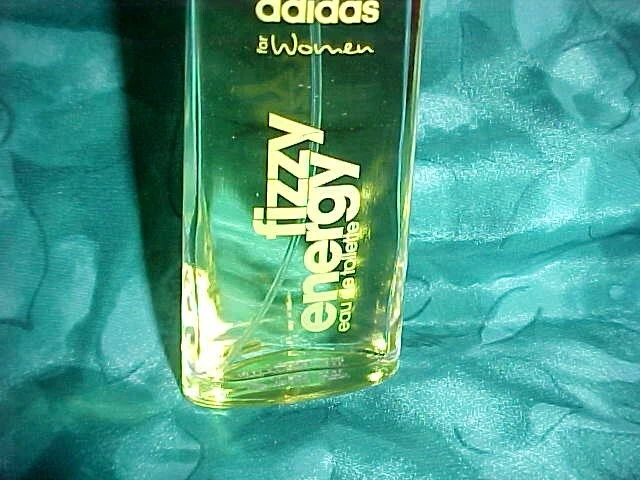 adidas
for Women
fizzy
energy
eau de toilette